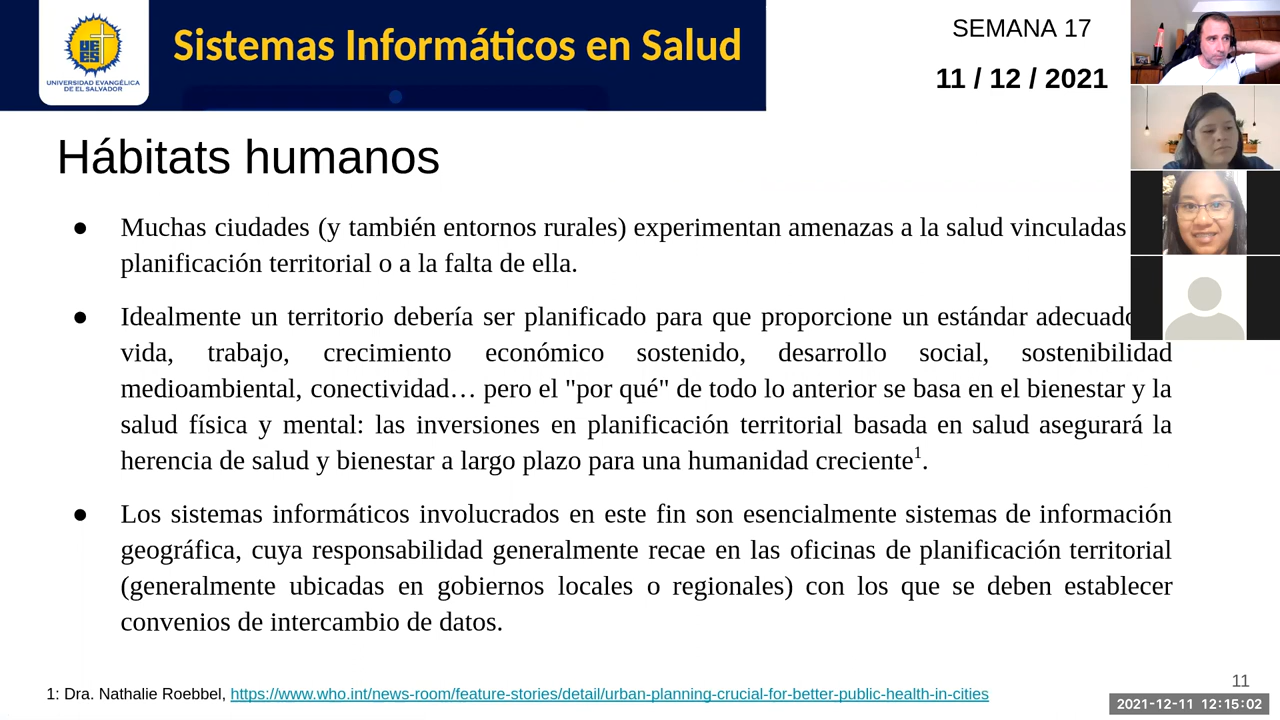 UNIVERSIDAD EVANGÉLICA
DE EL SALVADOR
Sistemas Informáticos en Salud
SEMANA 17
11 / 12 / 2021
Hábitats humanos
● Muchas ciudades (y también entornos rurales) experimentan amenazas a la salud vinculadas
planificación territorial o a la falta de ella.
● Idealmente un territorio debería ser planificado para que proporcione un estándar adecuado
vida, trabajo, crecimiento económico sostenido, desarrollo social, sostenibilidad
medioambiental, conectividad… pero el "por qué" de todo lo anterior se basa en el bienestar y la
salud física y mental: las inversiones en planificación territorial basada en salud asegurará la
herencia de salud y bienestar a largo plazo para una humanidad creciente¹.
● Los sistemas informáticos involucrados en este fin son esencialmente sistemas de información
geográfica, cuya responsabilidad generalmente recae en las oficinas de planificación territorial
(generalmente ubicadas en gobiernos locales o regionales) con los que se deben establecer
convenios de intercambio de datos.
1: Dra. Nathalie Roebbel, https://www.who.int/news-room/feature-stories/detail/urban-planning-crucial-for-better-public-health-in-cities
11
2021-12-11 12:15:02